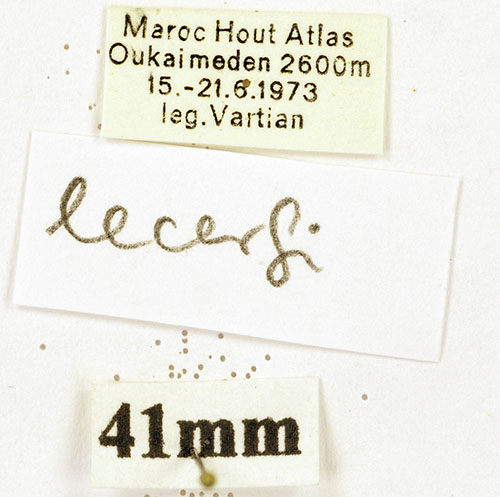 Maroc Hout Atlas
Oukaimeden 2600m
15.-21.6.1973
leg.Vartian
lecerfi
41mm